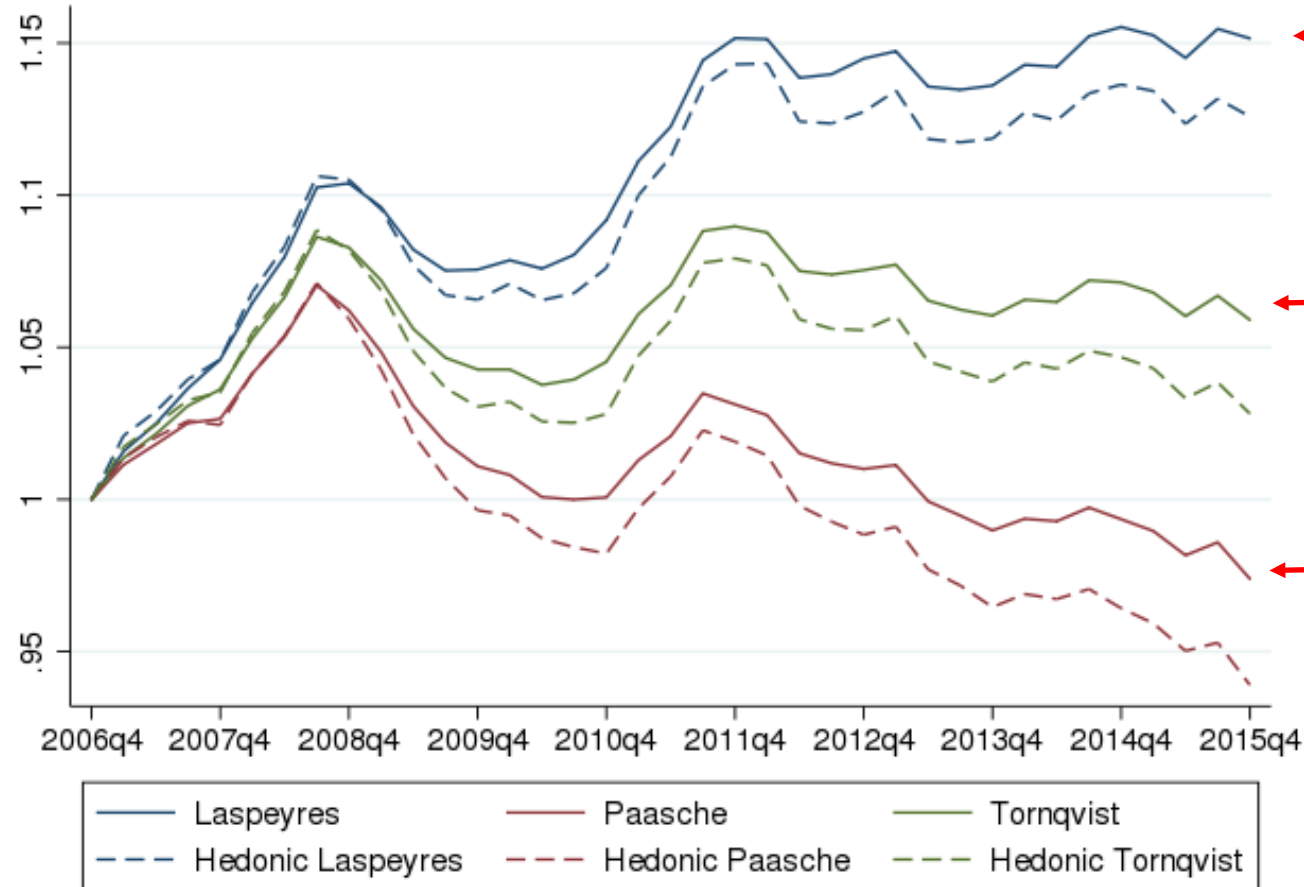 1.15
1.1
1.05
1
.95
2006q4 2007q4 2008q4 2009q4 2010q4 2011q4 2012q4 2013q4 2014q4 2015q4
Laspeyres Paasche Tornqvist
Hedonic Laspeyres Hedonic Paasche Hedonic Tornqvist